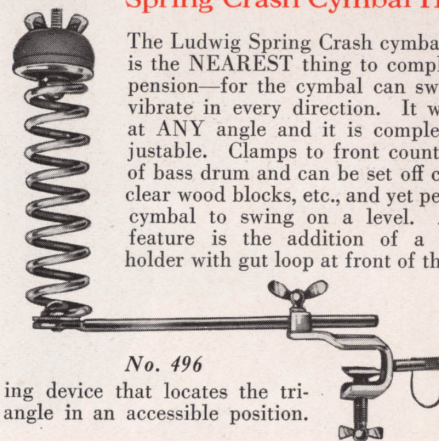 Spring Crash Cymbal
The Ludwig Spring Crash cymba
is the NEAREST thing to compl
pension—for the cymbal can sw
vibrate in every direction. It w
at ANY angle and it is comple
justable. Clamps to front count
of bass drum and can be set off c
clear wood blocks, etc., and yet pe
cymbal to swing on a level.
feature is the addition of a
holder with gut loop at front of th
No. 496
ing device that locates the tri-
angle in an accessible position.